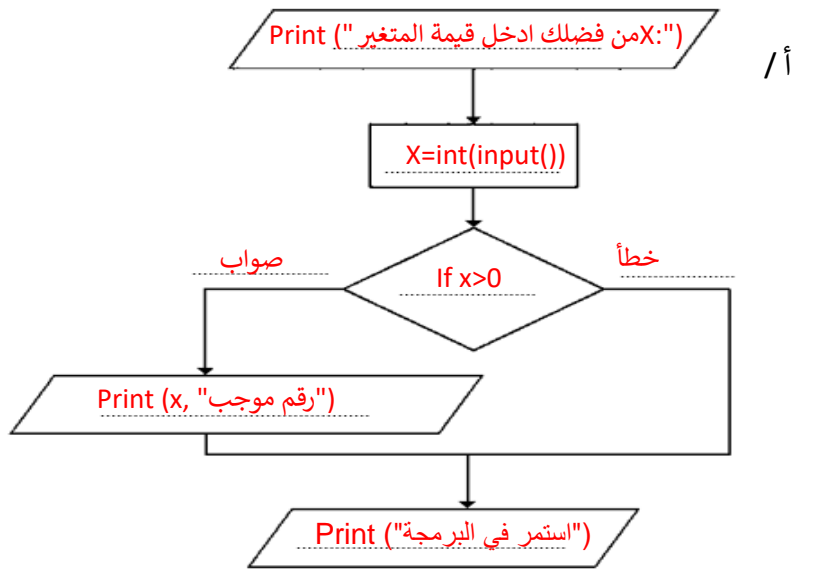 Print ("من فضلك ادخل قيمة المتغير X:")
أ /
X=int(input())
صواب
خطأ
If x>0
Print (x, "رقم موجب")
Print ("استمر في البرمجة")